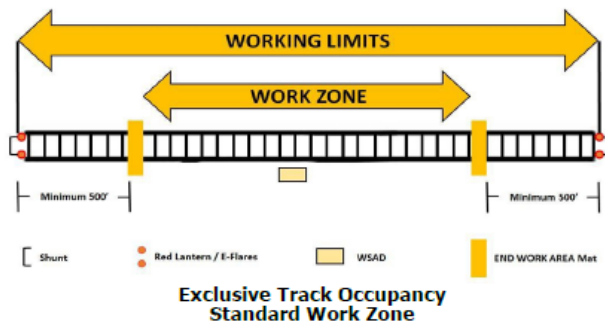 WORKING LIMITS
WORK ZONE
Minimum 500'
Minimum 500'
Shunt
Red Lantern / E-Flares
WSAD
END WORK AREA Mat
Exclusive Track Occupancy
Standard Work Zone